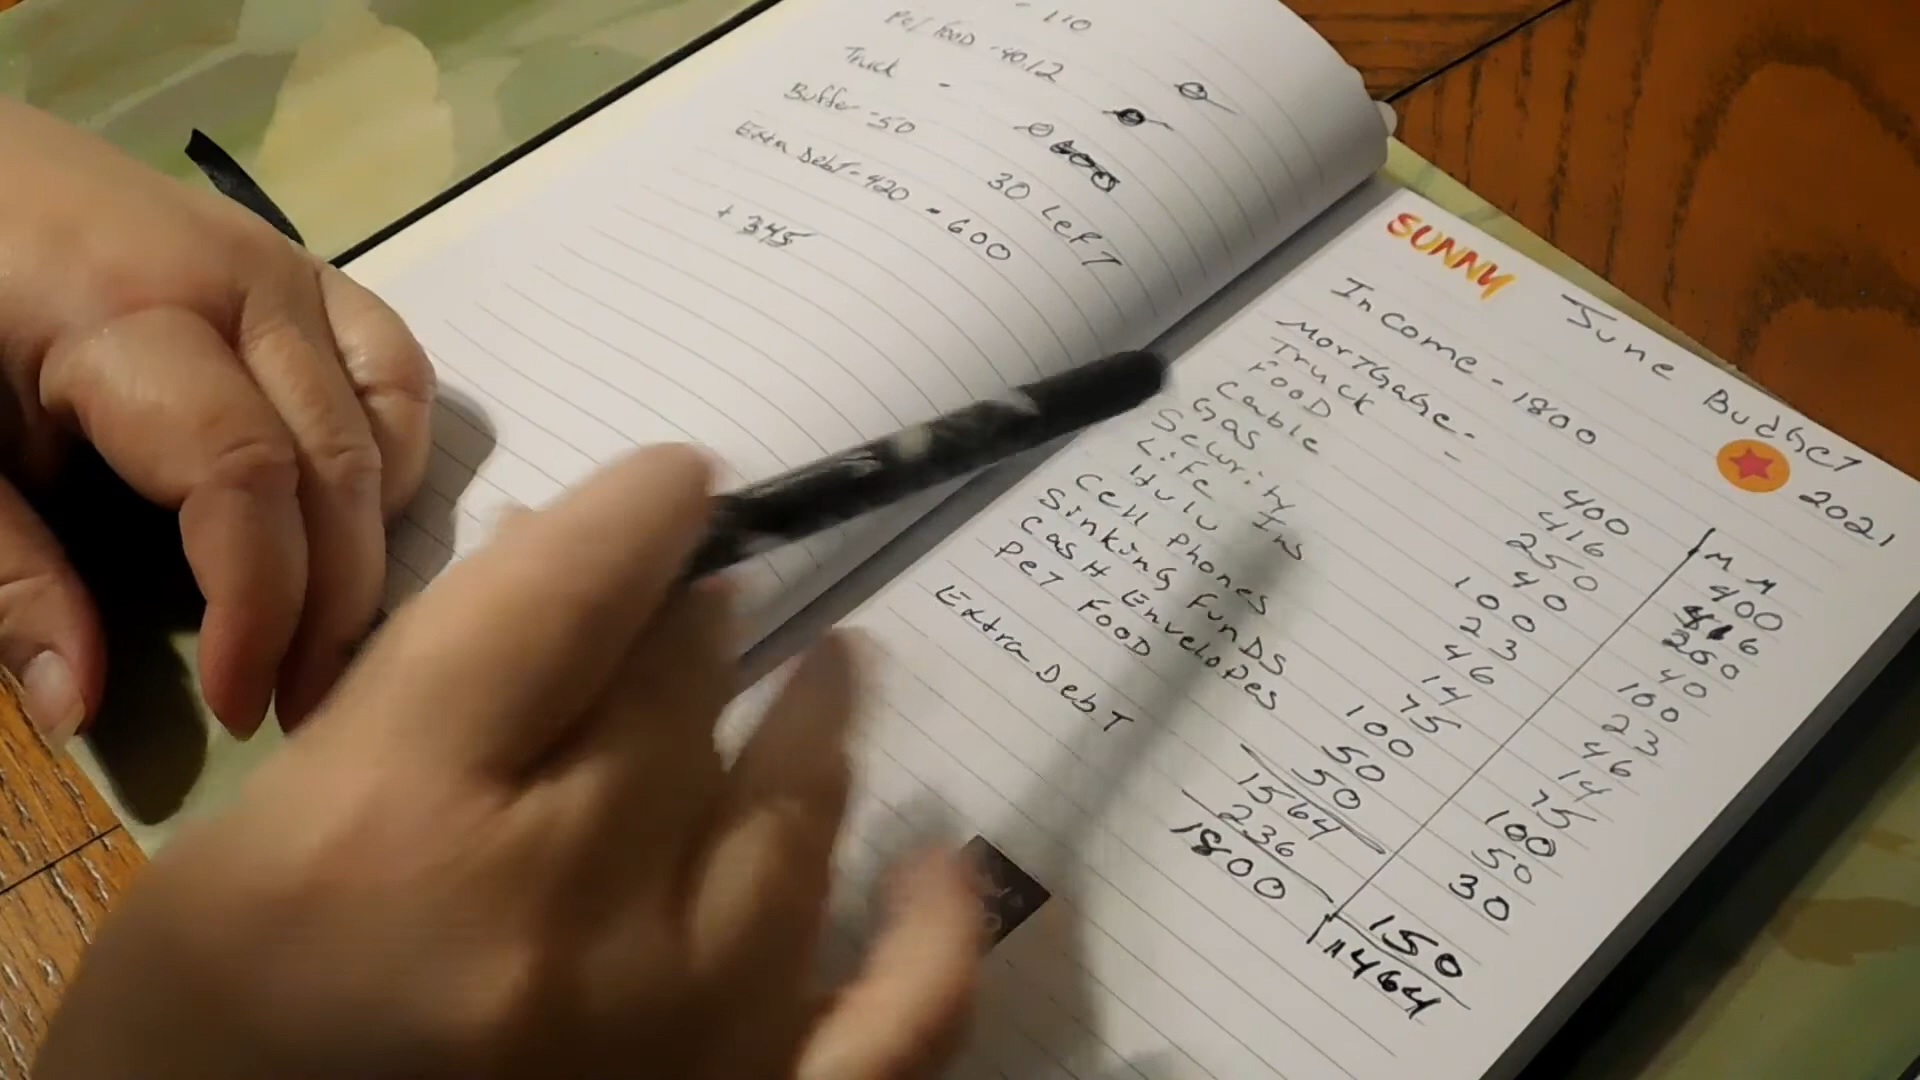 - 110
Pet FOOD - 40.12
Truck -
Buffer - 50
Extra Debt - 420 - 600
+ 345
30 LefT
SUNNY
June BudgeT 2021
InCome - 1800
MorTgage - 400
Truck - 416
FOOD 250
Cable 40
Gas 100
Security 23
Life Ins 46
Hulu 14
Cell Phones 75
Sinking FunDS 100
CasH Envelopes 50
PeT FOOD 50
1564
Extra DebT 236
1800
M M
400
416
250
40
100
23
46
14
75
100
50
30
150